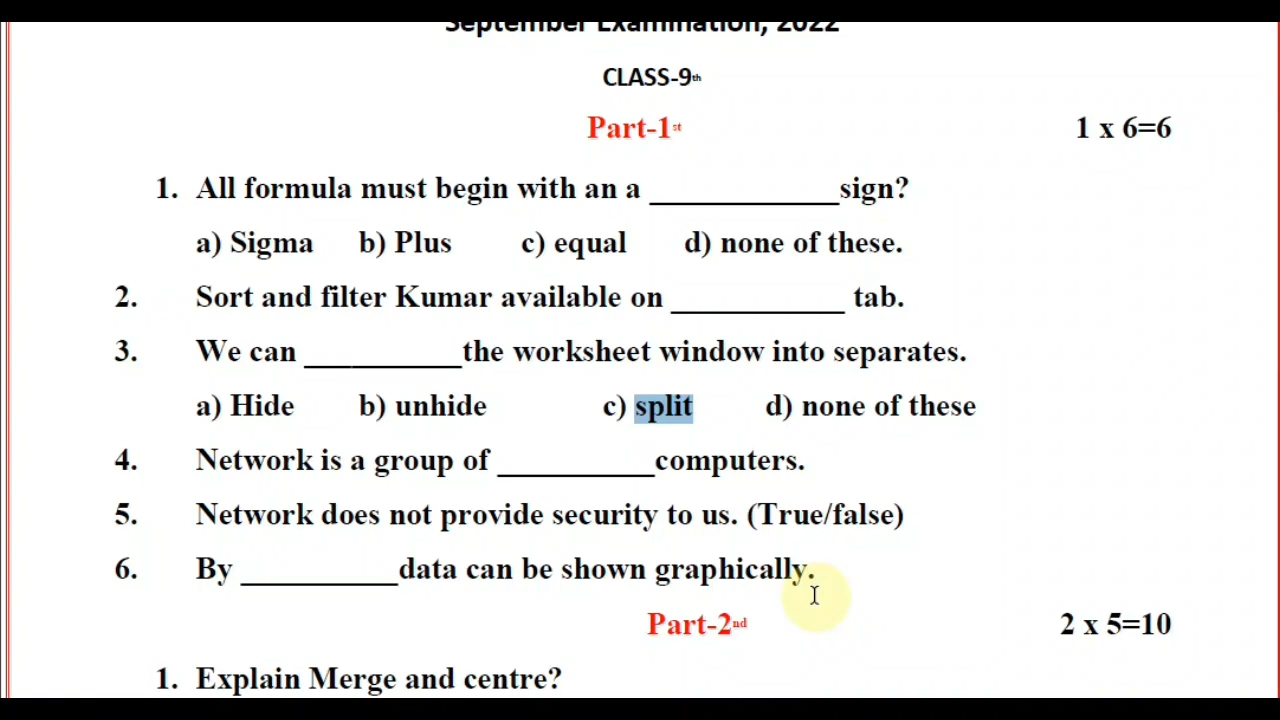 September Examination, 2022
CLASS-9th
Part-1st 1 x 6=6
1. All formula must begin with an a ____________sign?
a) Sigma b) Plus c) equal d) none of these.
2. Sort and filter Kumar available on ___________ tab.
3. We can __________the worksheet window into separates.
a) Hide b) unhide c) split d) none of these
4. Network is a group of __________computers.
5. Network does not provide security to us. (True/false)
6. By __________data can be shown graphically.
Part-2nd 2 x 5=10
1. Explain Merge and centre?